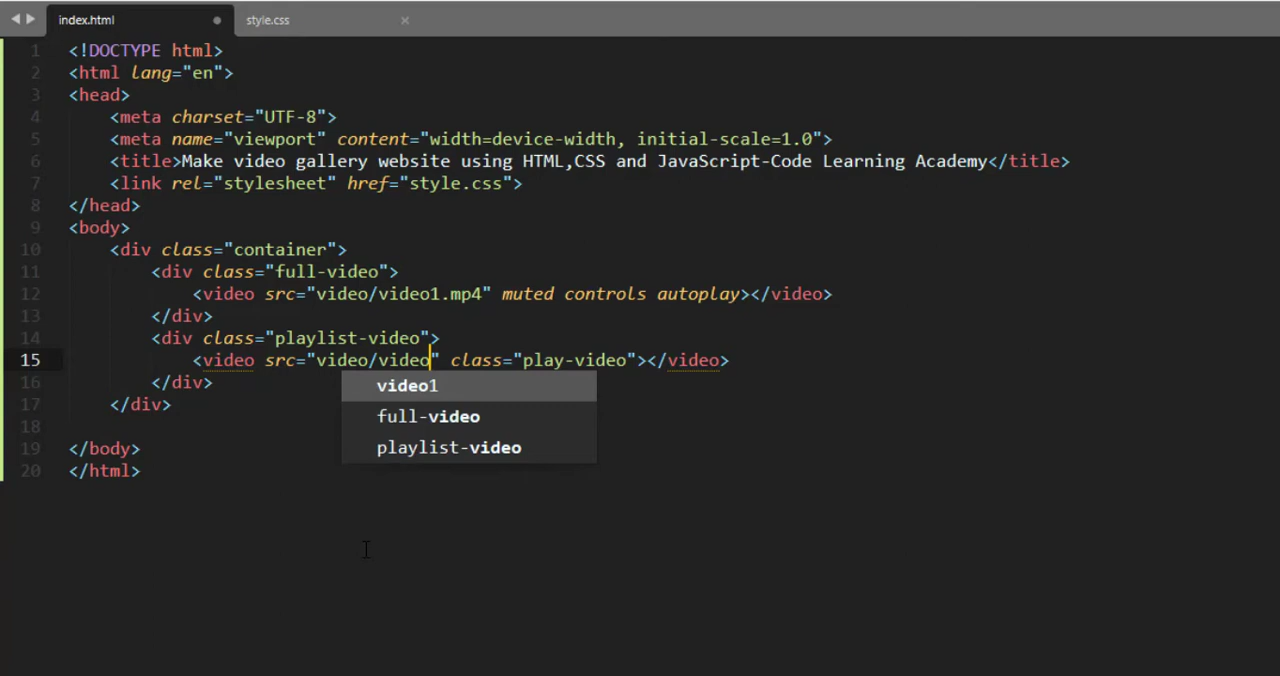 index.html style.css
1 <!DOCTYPE html>
2 <html lang="en">
3 <head>
4 <meta charset="UTF-8">
5 <meta name="viewport" content="width=device-width, initial-scale=1.0">
6 <title>Make video gallery website using HTML,CSS and JavaScript-Code Learning Academy</title>
7 <link rel="stylesheet" href="style.css">
8 </head>
9 <body>
10 <div class="container">
11 <div class="full-video">
12 <video src="video/video1.mp4" muted controls autoplay></video>
13 </div>
14 <div class="playlist-video">
15 <video src="video/video" class="play-video"></video>
16 </div>
video1
17 </div>
full-video
18
playlist-video
19 </body>
20 </html>